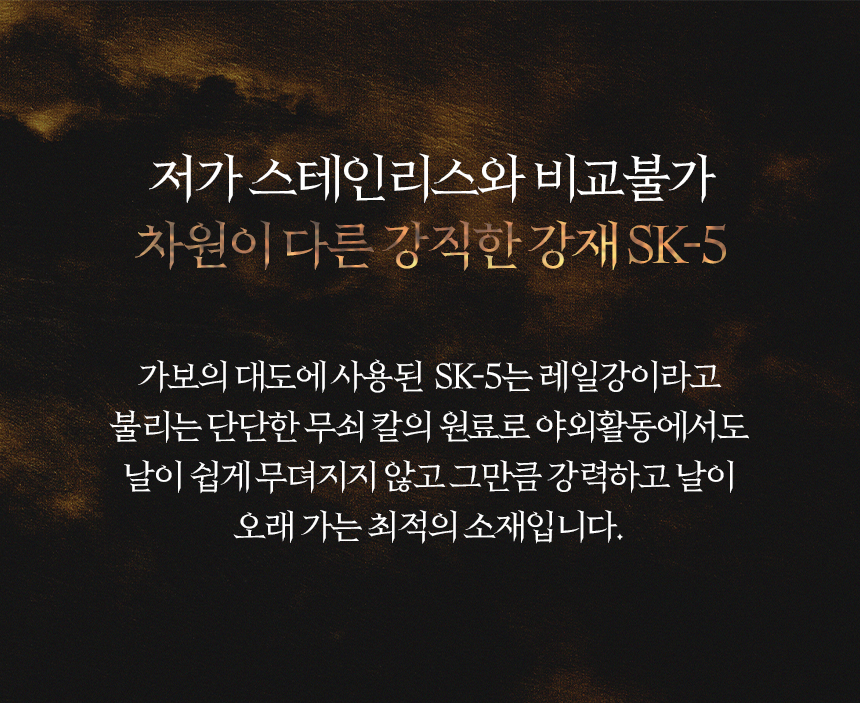 저가 스테인리스와 비교불가
차원이 다른 강직한 강재 SK-5
가보의 대도에 사용된 SK-5는 레일강이라고
불리는 단단한 무쇠 칼의 원료로 야외활동에서도
날이 쉽게 무뎌지지 않고 그만큼 강력하고 날이
오래 가는 최적의 소재입니다.